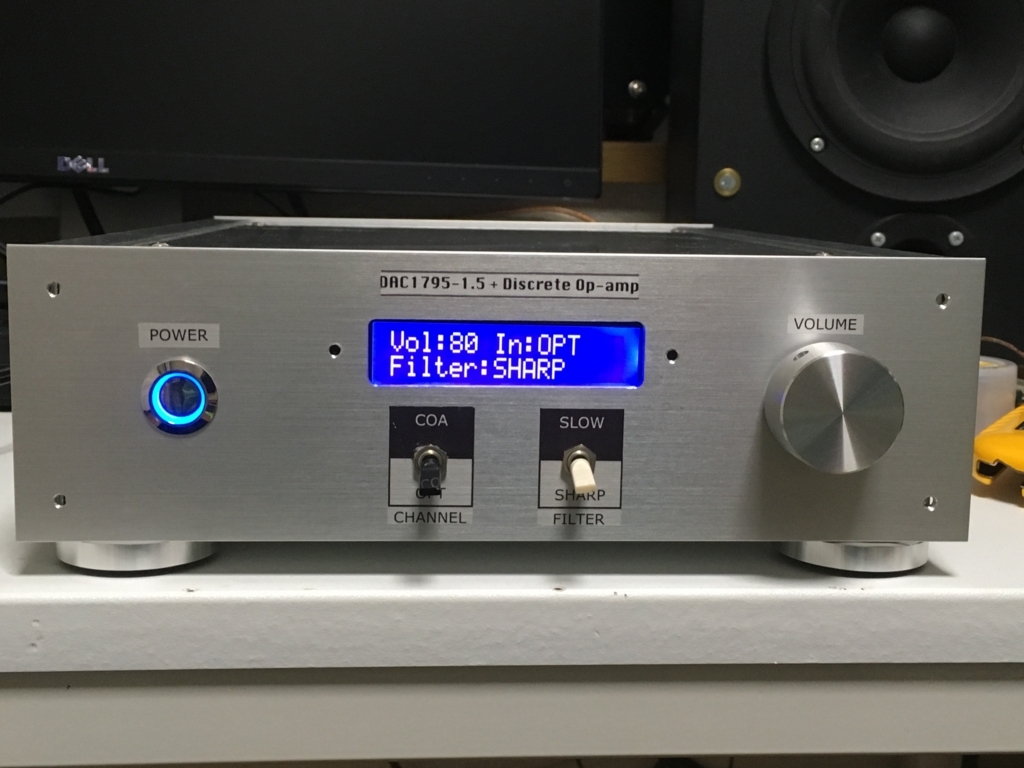 DELL
DAC1795-1.5 + Discrete Op-amp
POWER
VOLUME
Vol:80 In:OPT
Filter:SHARP
COA
SLOW
OPT
SHARP
CHANNEL
FILTER